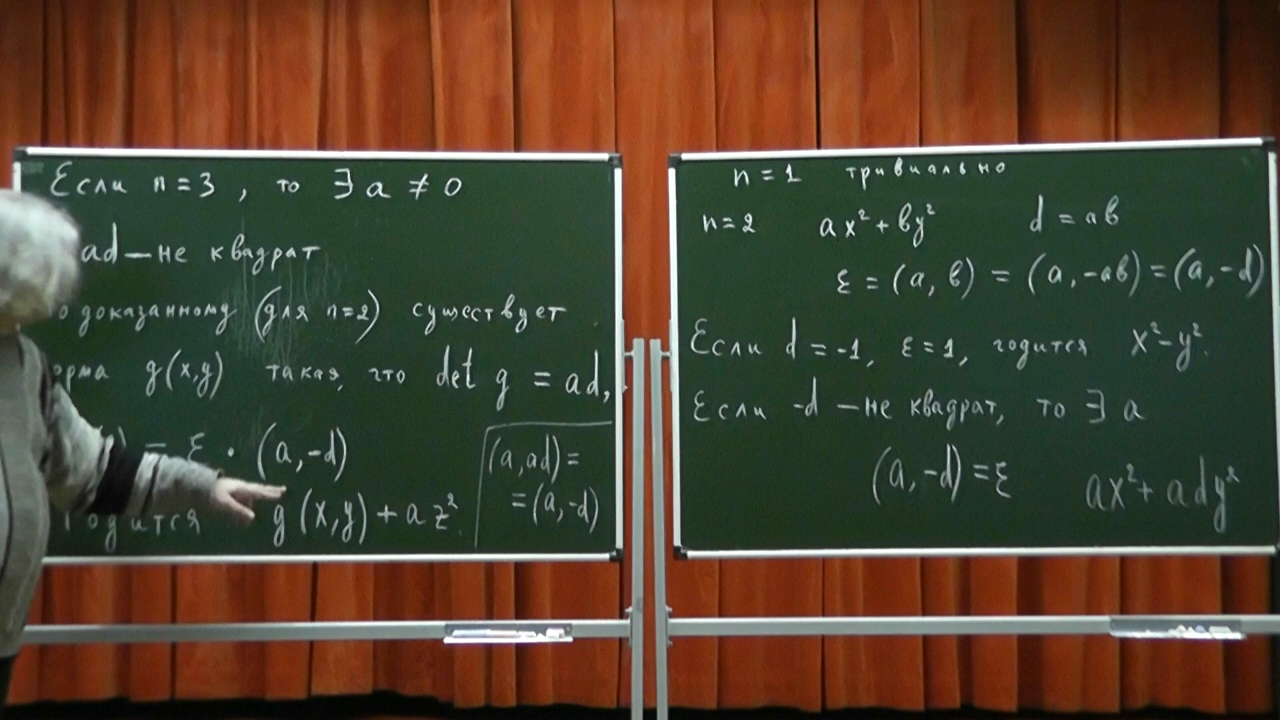 Если n = 3, то ∃ a ≠ 0
ad — не квадрат
доказанному (для n=2) существует
g(x,y) такая, что det g = ad,
= ε · (a,-d)
(a,ad) =
= (a,-d)
годится g(x,y) + az²
n = 1 тривиально
n = 2 ax² + by² d = ab
ε = (a, b) = (a, -ab) = (a, -d)
Если d = -1, ε = 1, годится x² - y².
Если -d — не квадрат, то ∃ a
(a, -d) = ε ax² + ady²